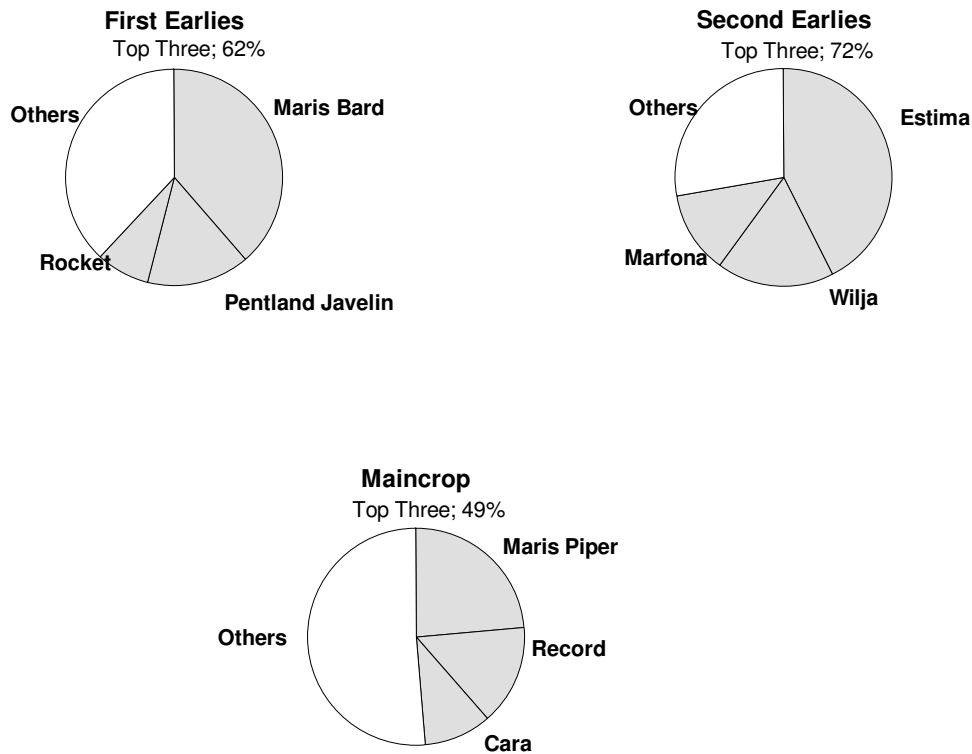 First Earlies
Top Three; 62%
Others
Maris Bard
Rocket
Pentland Javelin
Second Earlies
Top Three; 72%
Others
Estima
Marfona
Wilja
Maincrop
Top Three; 49%
Maris Piper
Others
Record
Cara